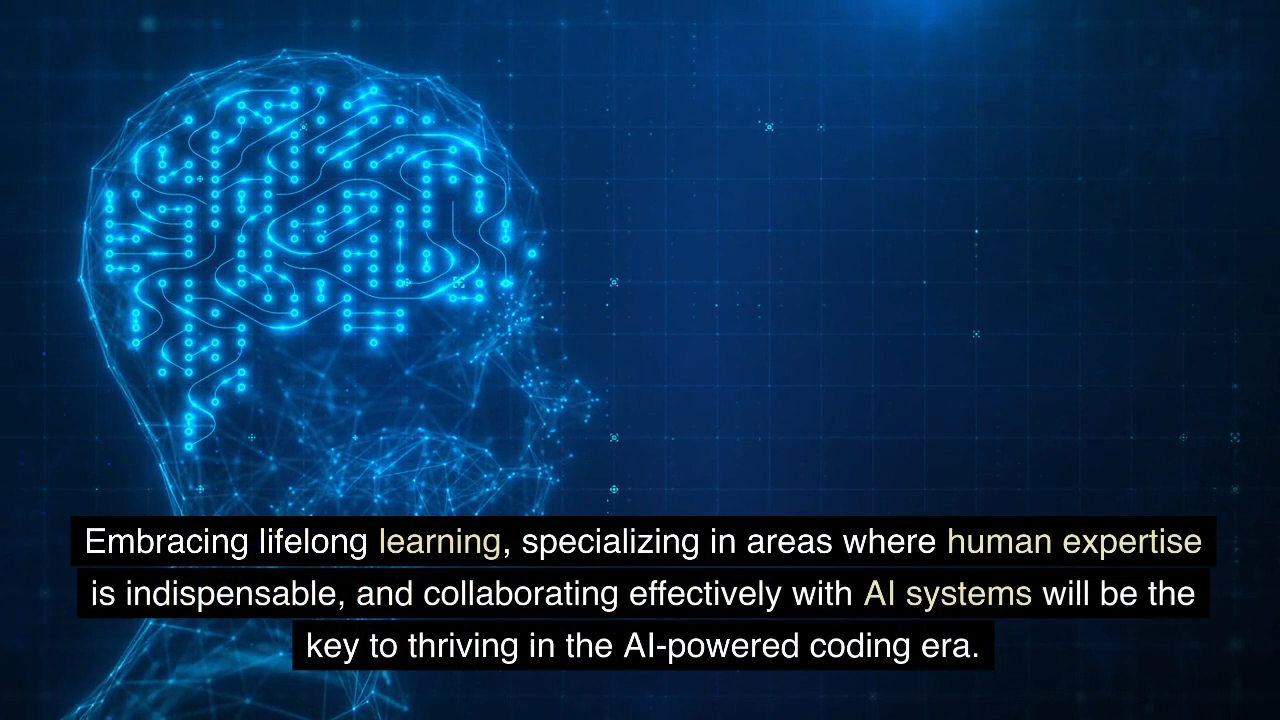 Embracing lifelong learning, specializing in areas where human expertise
is indispensable, and collaborating effectively with AI systems will be the
key to thriving in the AI-powered coding era.